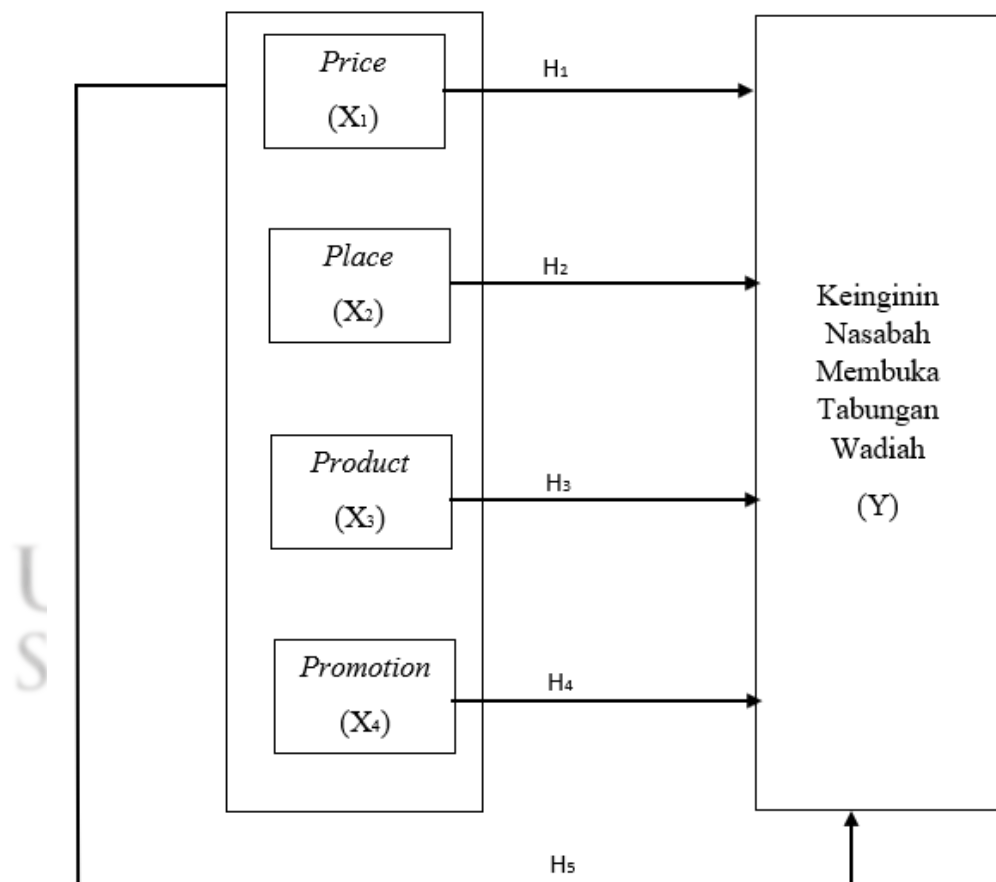 Price
(X₁)
H₁
Place
(X₂)
H₂
Product
(X₃)
H₃
Promotion
(X₄)
H₄
Keinginin
Nasabah
Membuka
Tabungan
Wadiah
(Y)
H₅
U
S